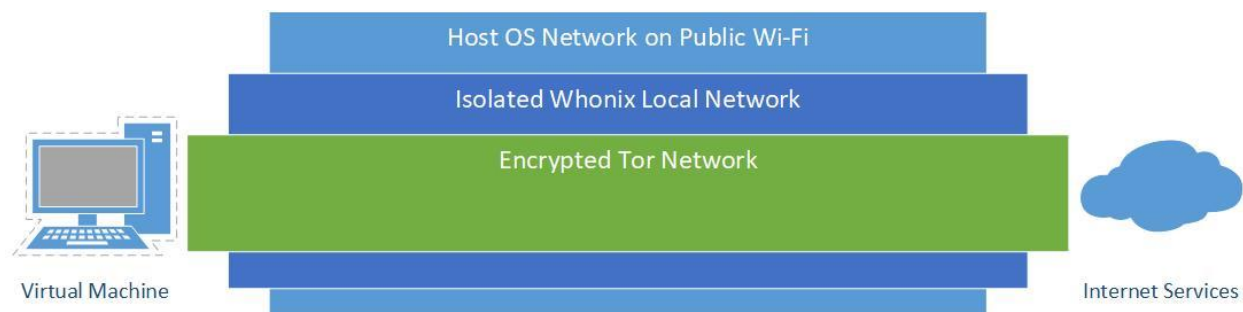 Host OS Network on Public Wi-Fi
Isolated Whonix Local Network
Encrypted Tor Network
Virtual Machine
Internet Services